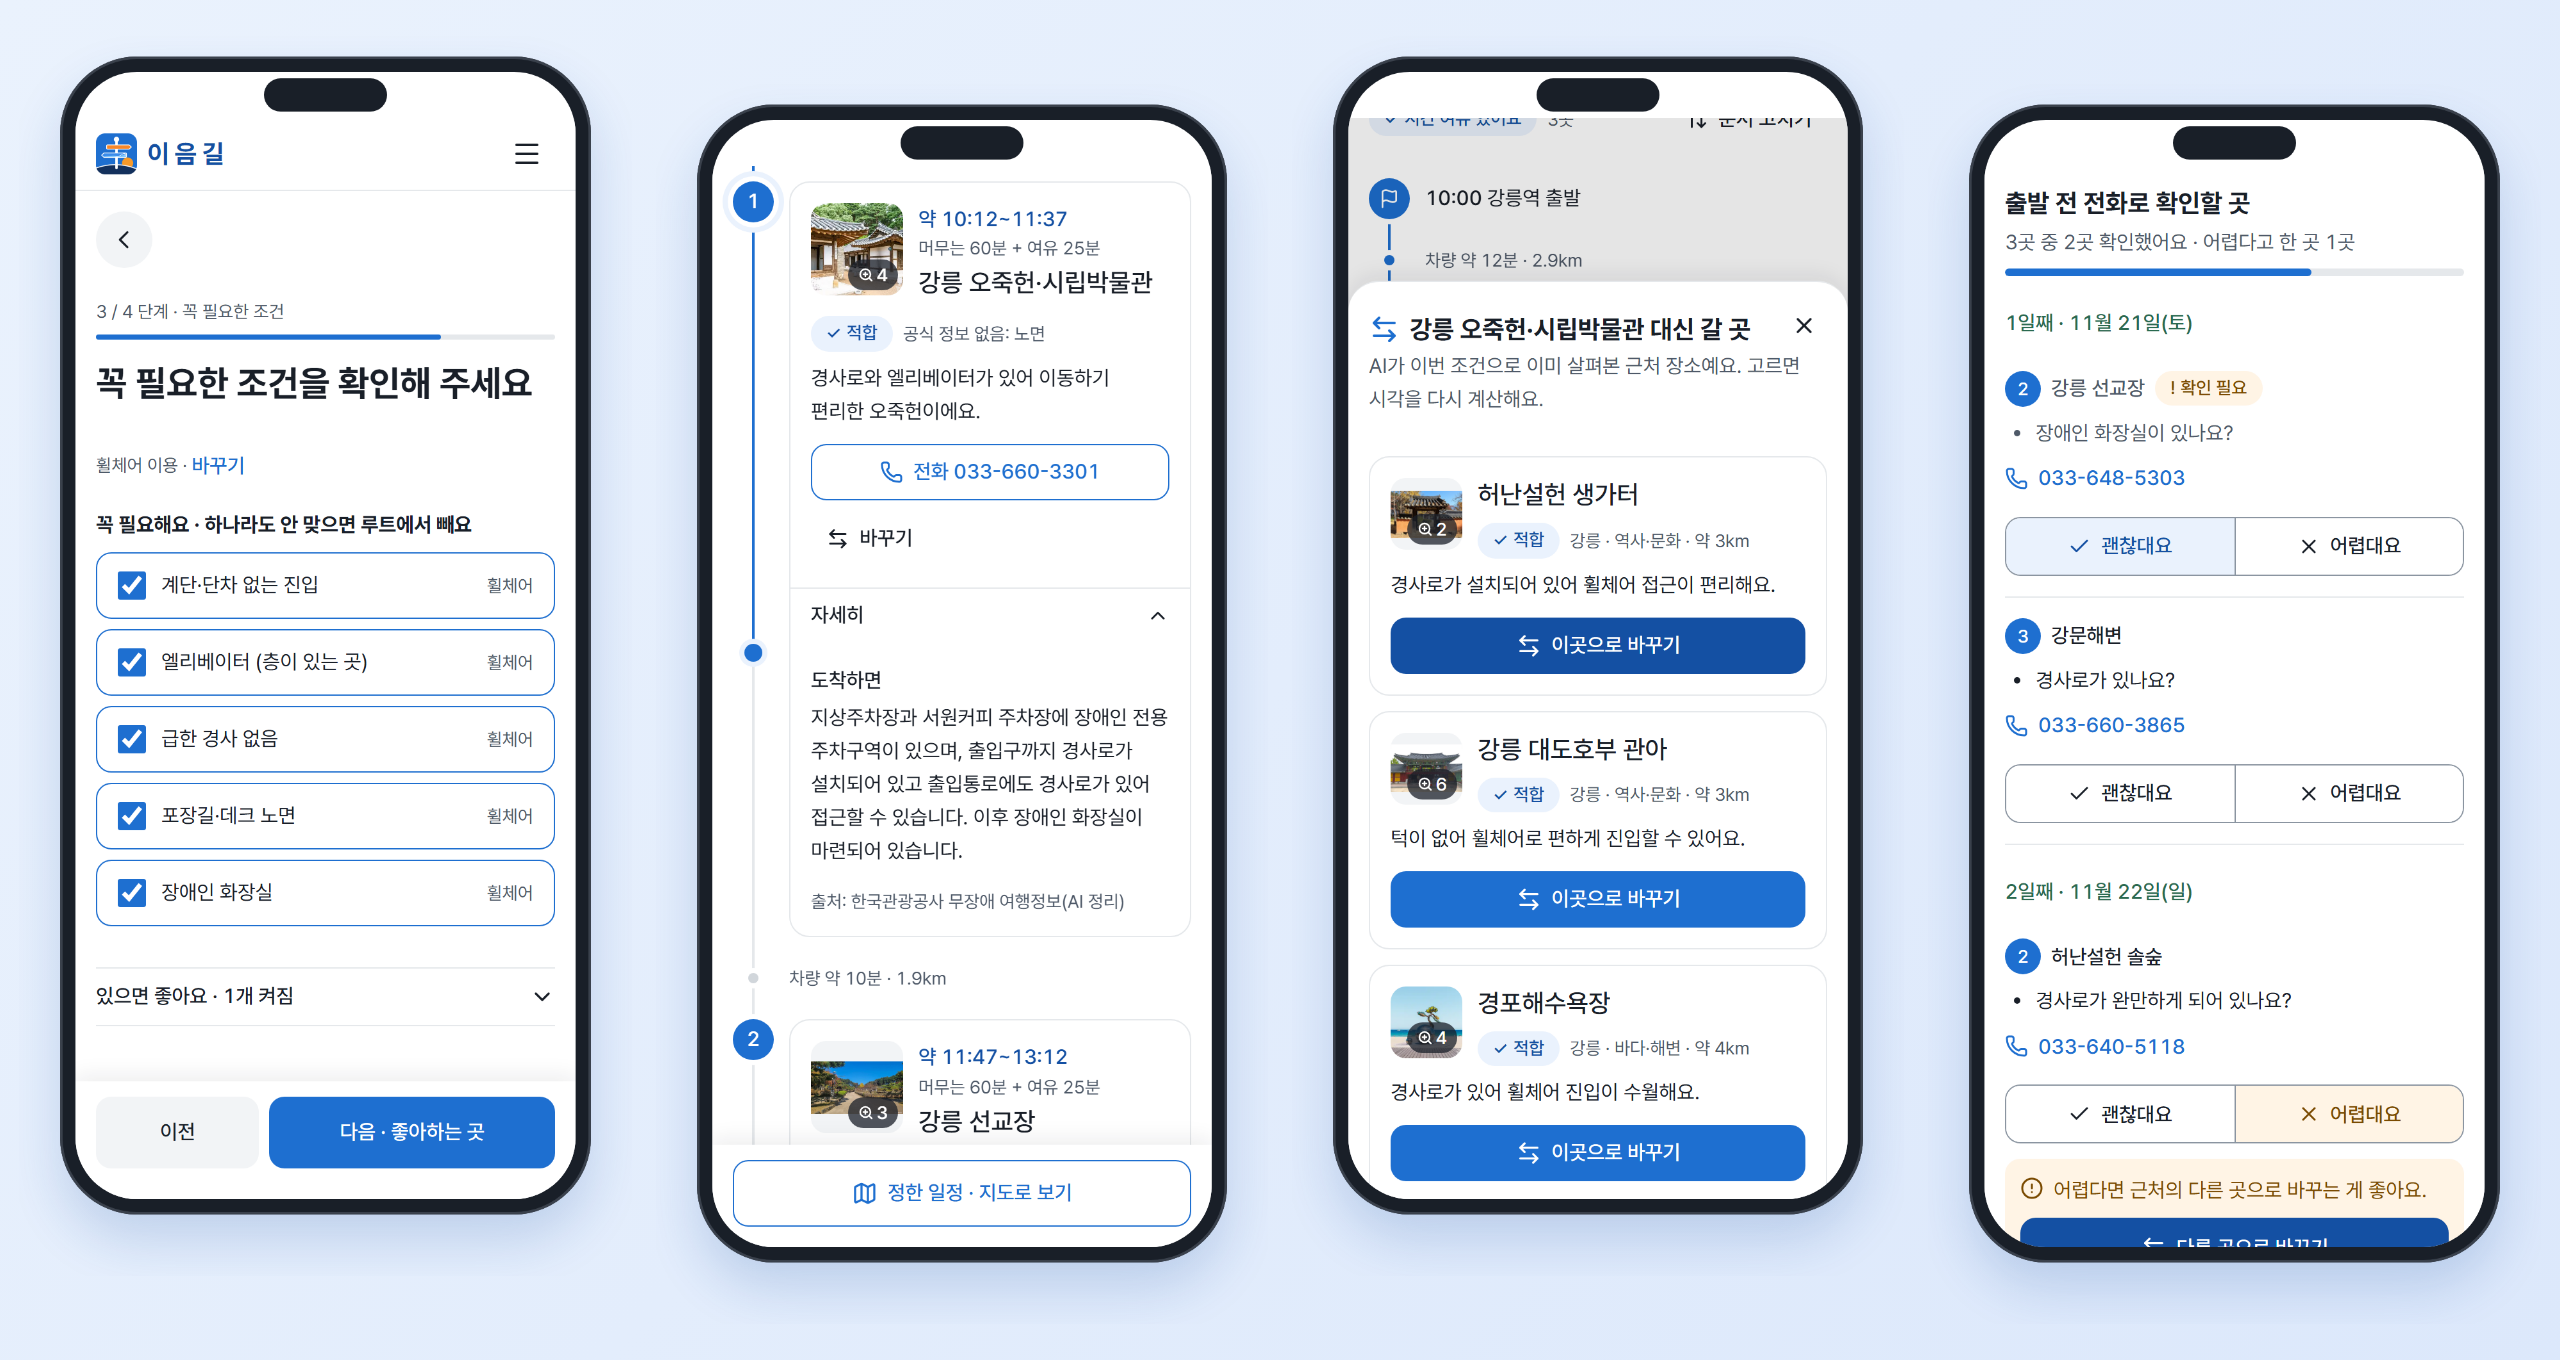 이음길
3 / 4 단계 · 꼭 필요한 조건
꼭 필요한 조건을 확인해 주세요
휠체어 이용 · 바꾸기
꼭 필요해요 · 하나라도 안 맞으면 루트에서 빼요
계단·단차 없는 진입 휠체어
엘리베이터 (층이 있는 곳) 휠체어
급한 경사 없음 휠체어
포장길·데크 노면 휠체어
장애인 화장실 휠체어
있으면 좋아요 · 1개 켜짐
이전
다음 · 좋아하는 곳
1
약 10:12~11:37
머무는 60분 + 여유 25분
강릉 오죽헌·시립박물관
4
적합 공식 정보 없음: 노면
경사로와 엘리베이터가 있어 이동하기
편리한 오죽헌이에요.
전화 033-660-3301
바꾸기
자세히
도착하면
지상주차장과 서원커피 주차장에 장애인 전용
주차구역이 있으며, 출입구까지 경사로가
설치되어 있고 출입통로에도 경사로가 있어
접근할 수 있습니다. 이후 장애인 화장실이
마련되어 있습니다.
출처: 한국관광공사 무장애 여행정보(AI 정리)
차량 약 10분 · 1.9km
2
약 11:47~13:12
머무는 60분 + 여유 25분
강릉 선교장
3
정한 일정 · 지도로 보기
시간 여유 있어요 3곳 순서 고치기
10:00 강릉역 출발
차량 약 12분 · 2.9km
강릉 오죽헌·시립박물관 대신 갈 곳
AI가 이번 조건으로 이미 살펴본 근처 장소예요. 고르면
시각을 다시 계산해요.
허난설헌 생가터
2
적합 강릉 · 역사·문화 · 약 3km
경사로가 설치되어 있어 휠체어 접근이 편리해요.
이곳으로 바꾸기
강릉 대도호부 관아
6
적합 강릉 · 역사·문화 · 약 3km
턱이 없어 휠체어로 편하게 진입할 수 있어요.
이곳으로 바꾸기
경포해수욕장
4
적합 강릉 · 바다·해변 · 약 4km
경사로가 있어 휠체어 진입이 수월해요.
이곳으로 바꾸기
출발 전 전화로 확인할 곳
3곳 중 2곳 확인했어요 · 어렵다고 한 곳 1곳
1일째 · 11월 21일(토)
2 강릉 선교장 ! 확인 필요
• 장애인 화장실이 있나요?
033-648-5303
괜찮대요 어렵대요
3 강문해변
• 경사로가 있나요?
033-660-3865
괜찮대요 어렵대요
2일째 · 11월 22일(일)
2 허난설헌 솔숲
• 경사로가 완만하게 되어 있나요?
033-640-5118
괜찮대요 어렵대요
어렵다면 근처의 다른 곳으로 바꾸는 게 좋아요.
다른 곳으로 바꾸기